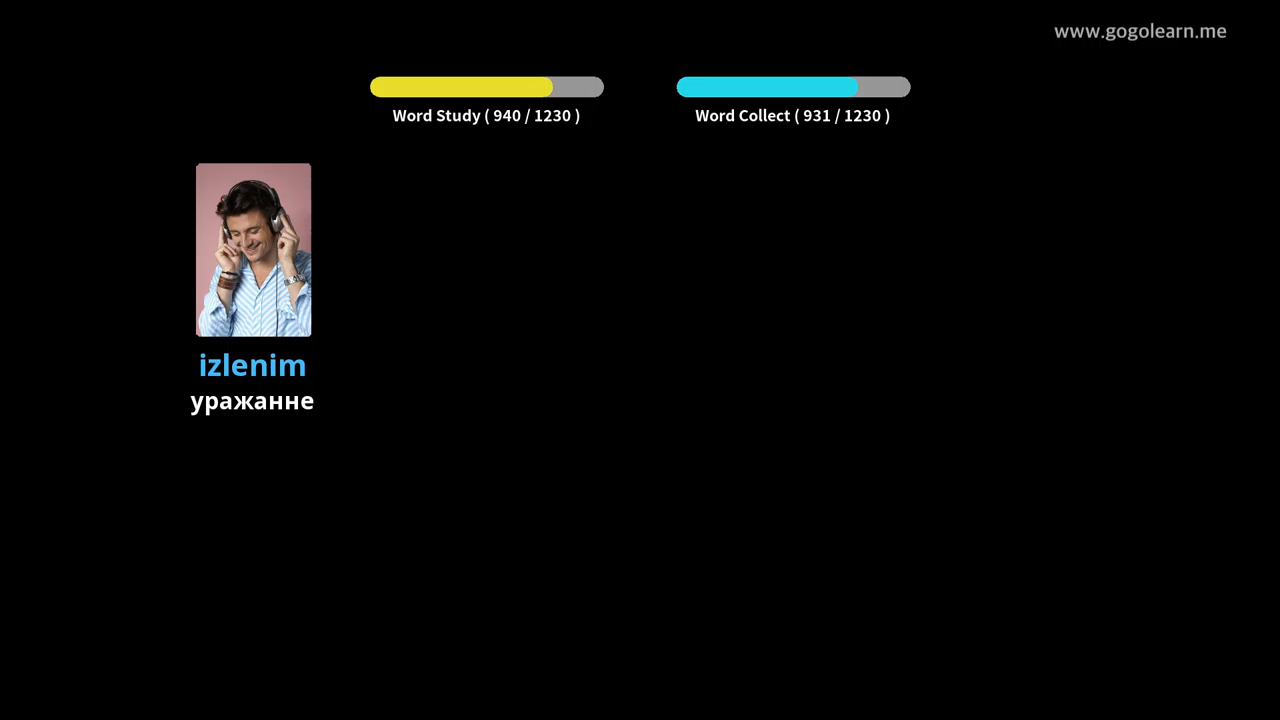 www.gogolearn.me
Word Study ( 940 / 1230 )
Word Collect ( 931 / 1230 )
izlenim
уражанне